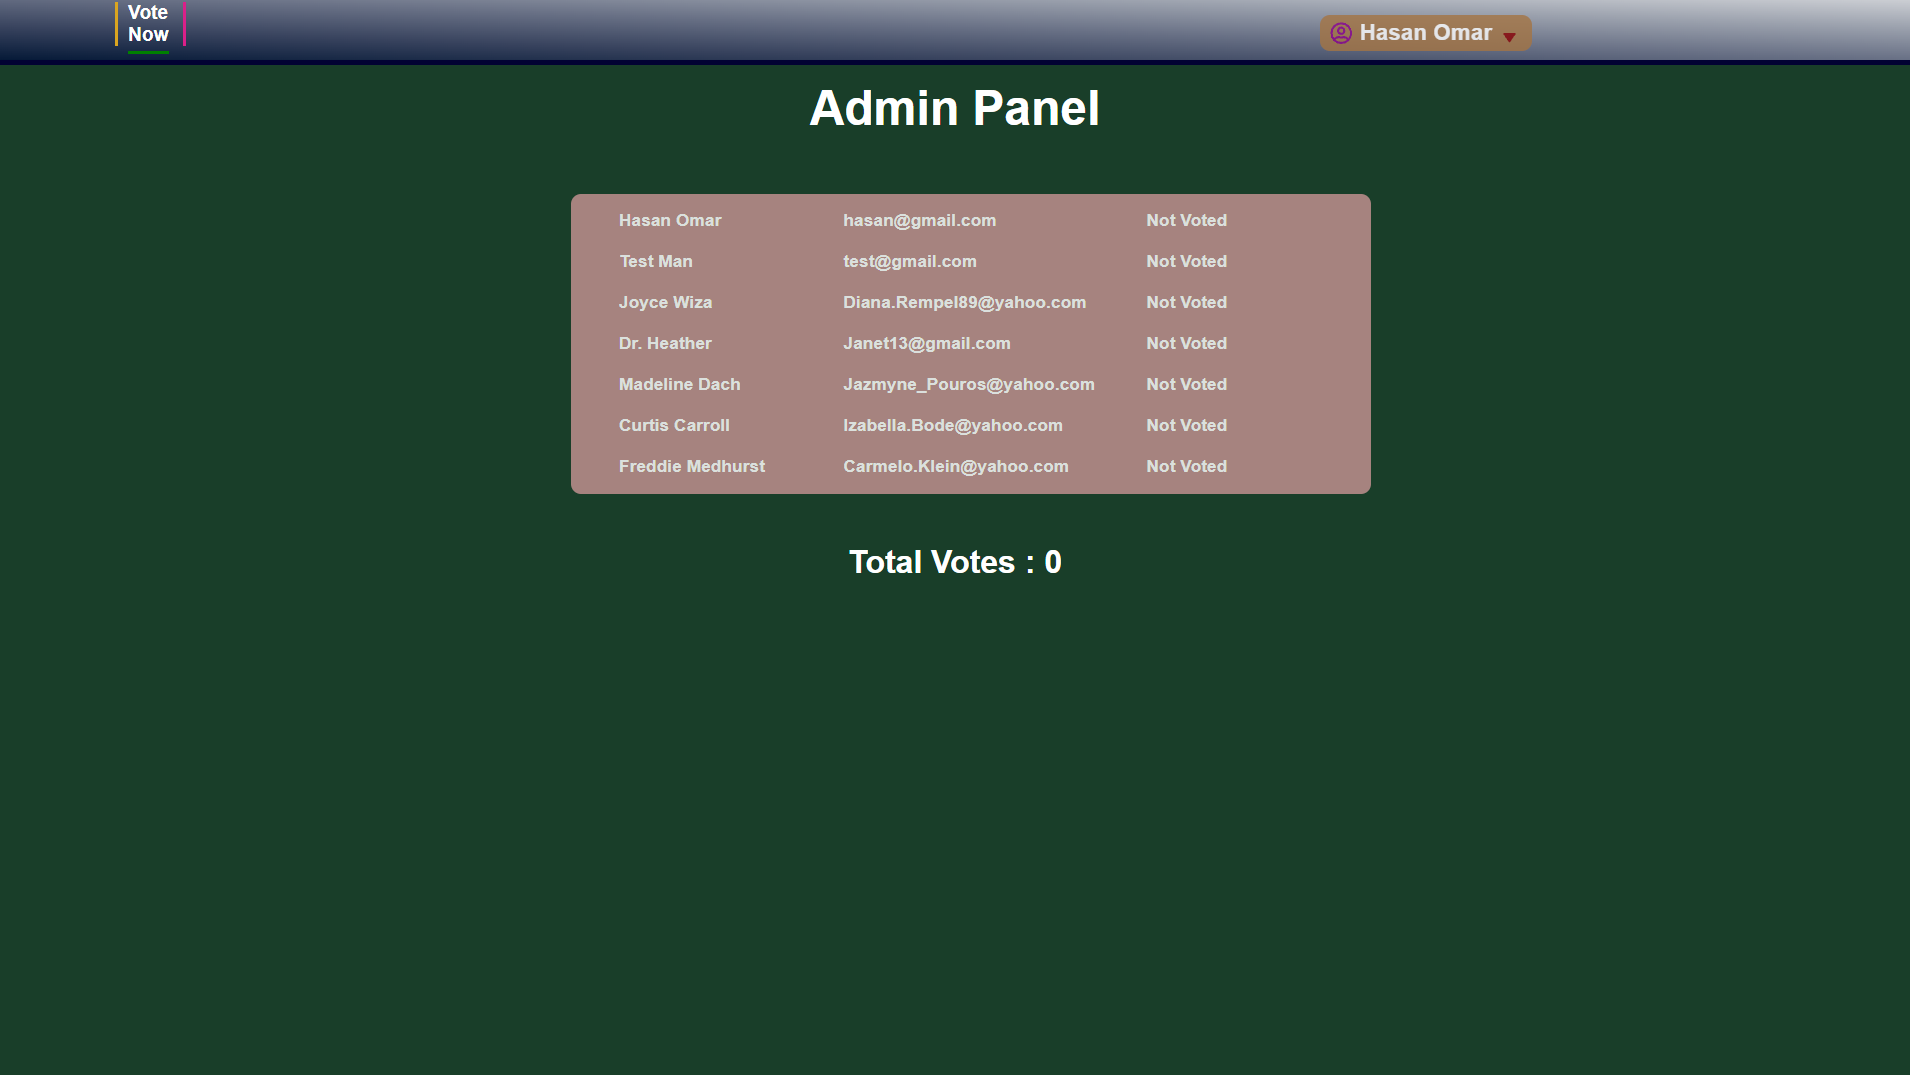 Vote
Now
Hasan Omar
Admin Panel
Hasan Omar hasan@gmail.com Not Voted
Test Man test@gmail.com Not Voted
Joyce Wiza Diana.Rempel89@yahoo.com Not Voted
Dr. Heather Janet13@gmail.com Not Voted
Madeline Dach Jazmyne_Pouros@yahoo.com Not Voted
Curtis Carroll Izabella.Bode@yahoo.com Not Voted
Freddie Medhurst Carmelo.Klein@yahoo.com Not Voted
Total Votes : 0